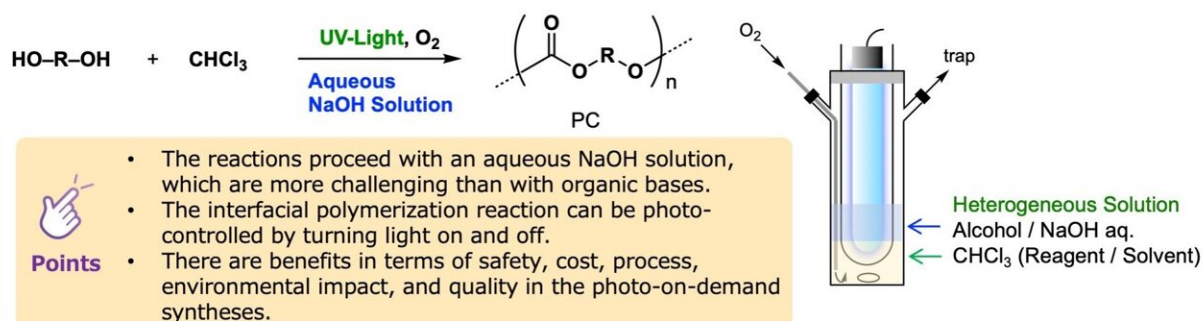 HO–R–OH + CHCl3
UV-Light, O2
Aqueous
NaOH Solution
O
O R O n
PC
• The reactions proceed with an aqueous NaOH solution,
which are more challenging than with organic bases.
• The interfacial polymerization reaction can be photo-
controlled by turning light on and off.
• There are benefits in terms of safety, cost, process,
environmental impact, and quality in the photo-on-demand
syntheses.
Points
O2
trap
Heterogeneous Solution
Alcohol / NaOH aq.
CHCl3 (Reagent / Solvent)